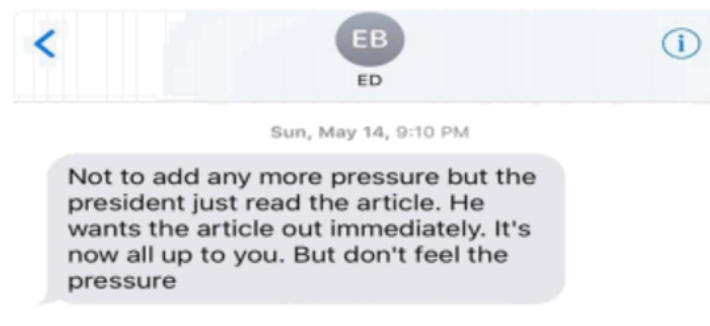 EB
ED
Sun, May 14, 9:10 PM
Not to add any more pressure but the
president just read the article. He
wants the article out immediately. It's
now all up to you. But don't feel the
pressure